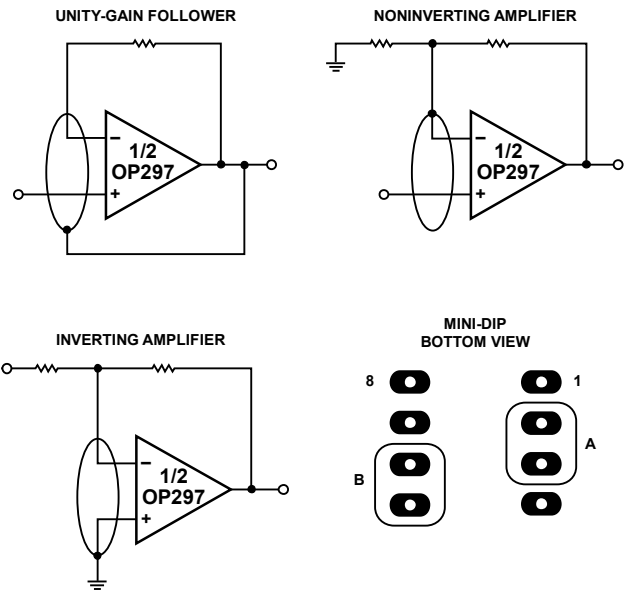 UNITY-GAIN FOLLOWER
−
1/2
OP297
+
NONINVERTING AMPLIFIER
−
1/2
OP297
+
INVERTING AMPLIFIER
−
1/2
OP297
+
MINI-DIP
BOTTOM VIEW
8
1
A
B